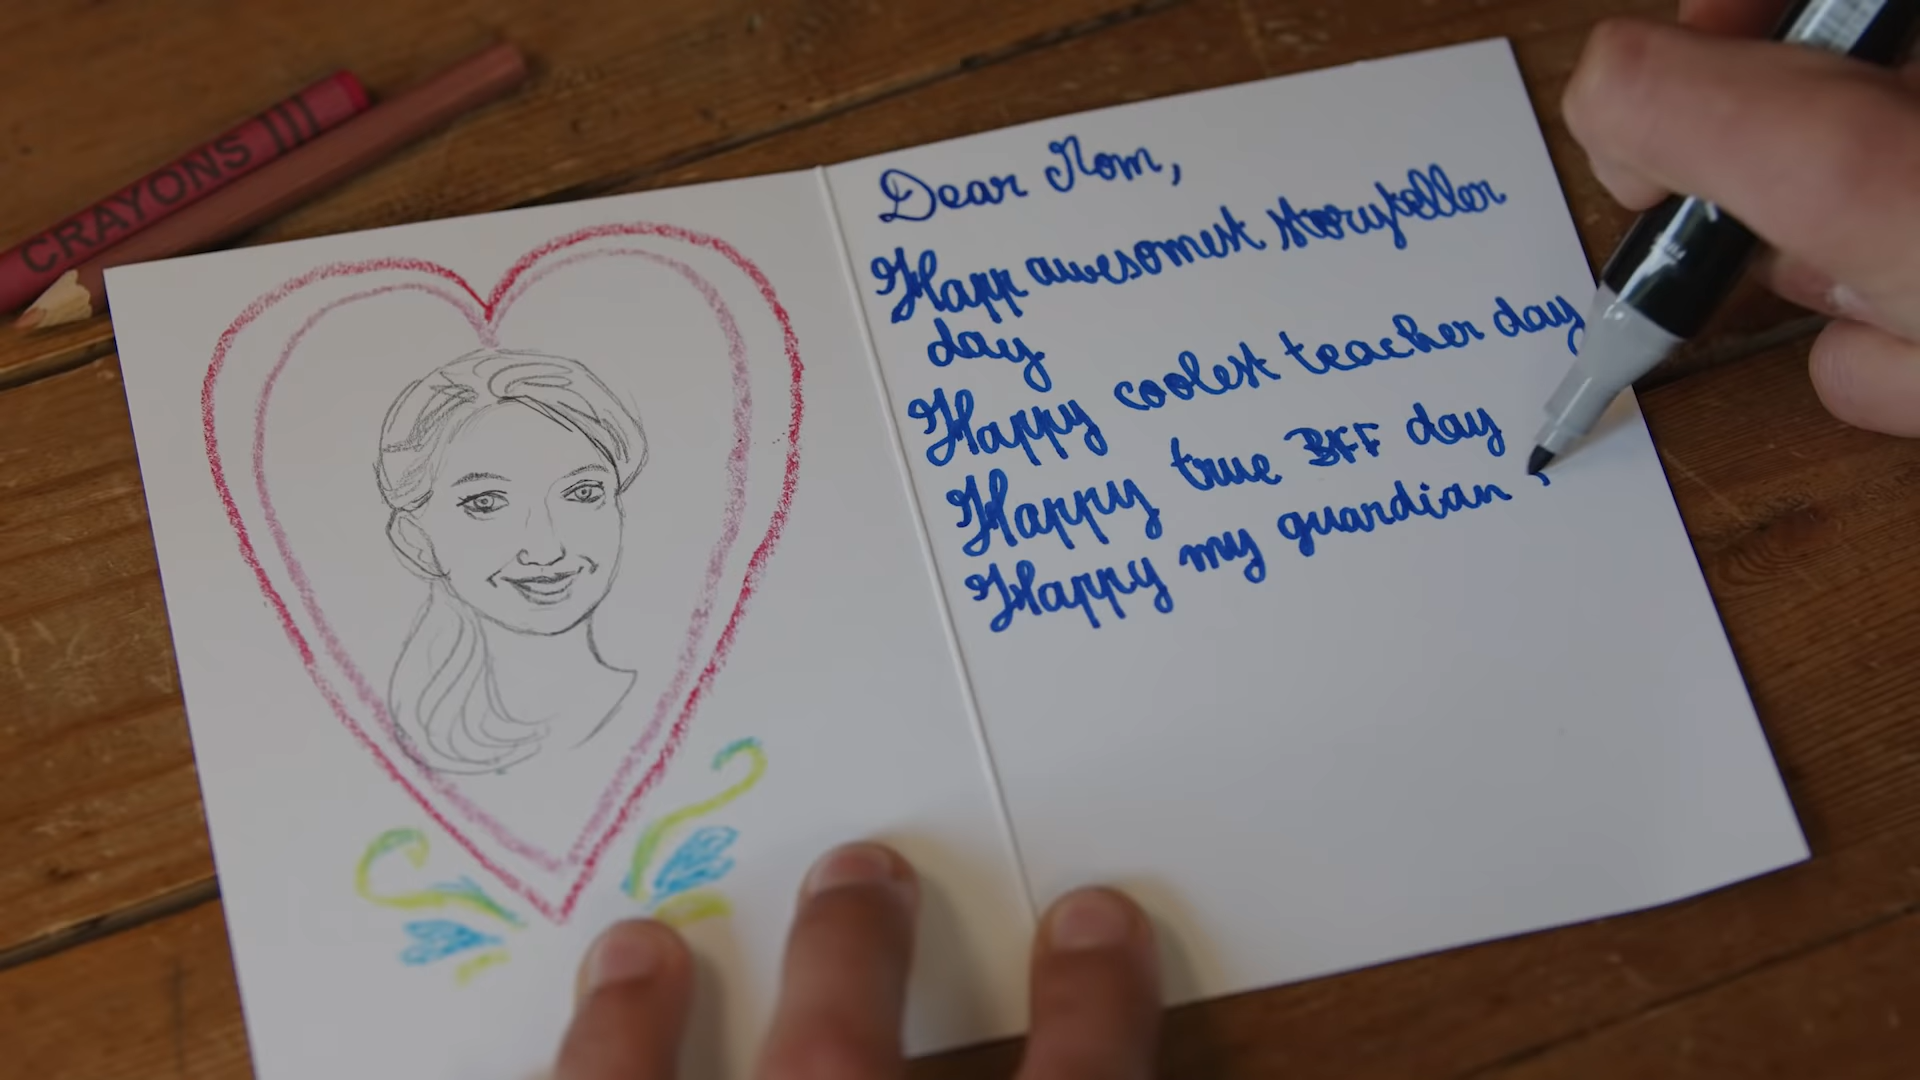 CRAYONS
Dear Mom,
Happ awesomest storyteller
day
Happy coolest teacher day
Happy true BFF day
Happy my guardian